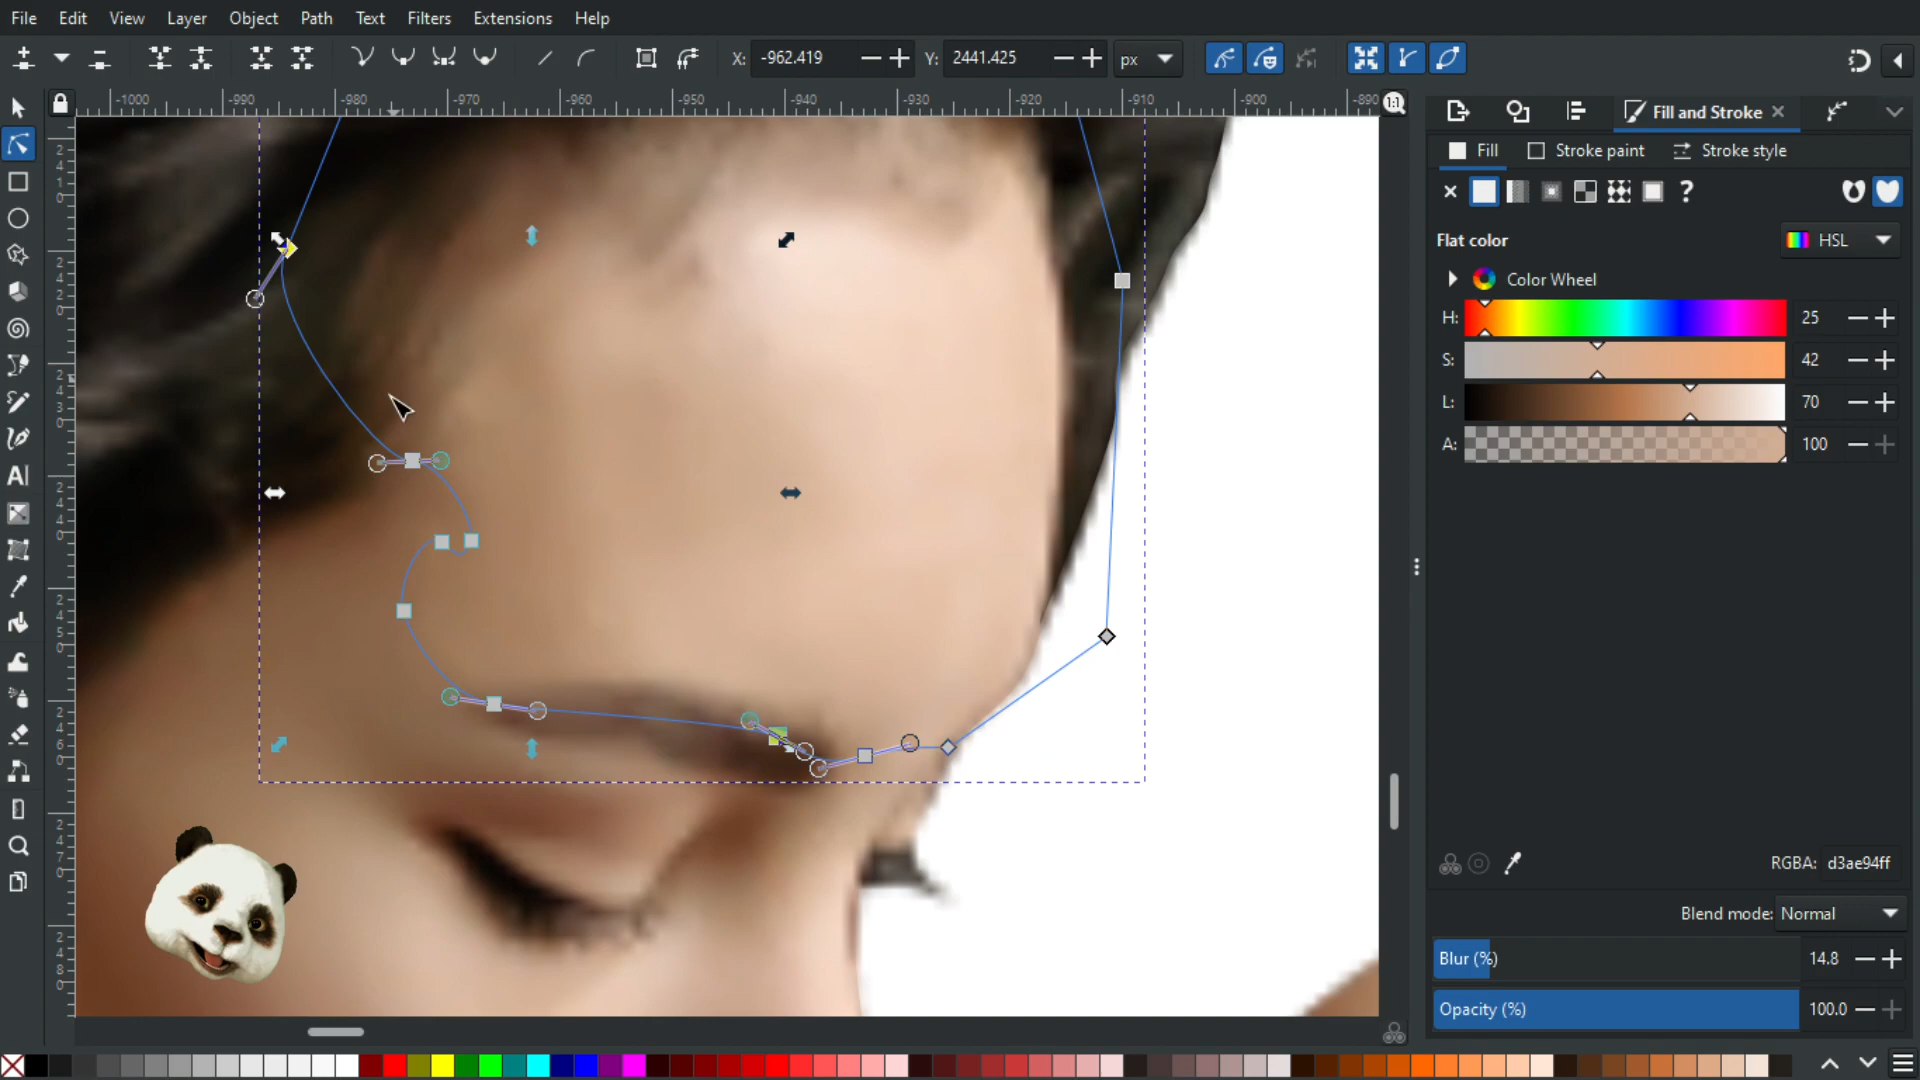 File Edit View Layer Object Path Text Filters Extensions Help
X: -962.419 Y: 2441.425 px
-1000 -990 -980 -970 -960 -950 -940 -930 -920 -910 -900 -890 1:1
Fill and Stroke
Fill Stroke paint Stroke style
?
Flat color HSL
Color Wheel
H: 25
S: 42
L: 70
A: 100
RGBA: d3ae94ff
Blend mode: Normal
Blur (%) 14.8
Opacity (%) 100.0